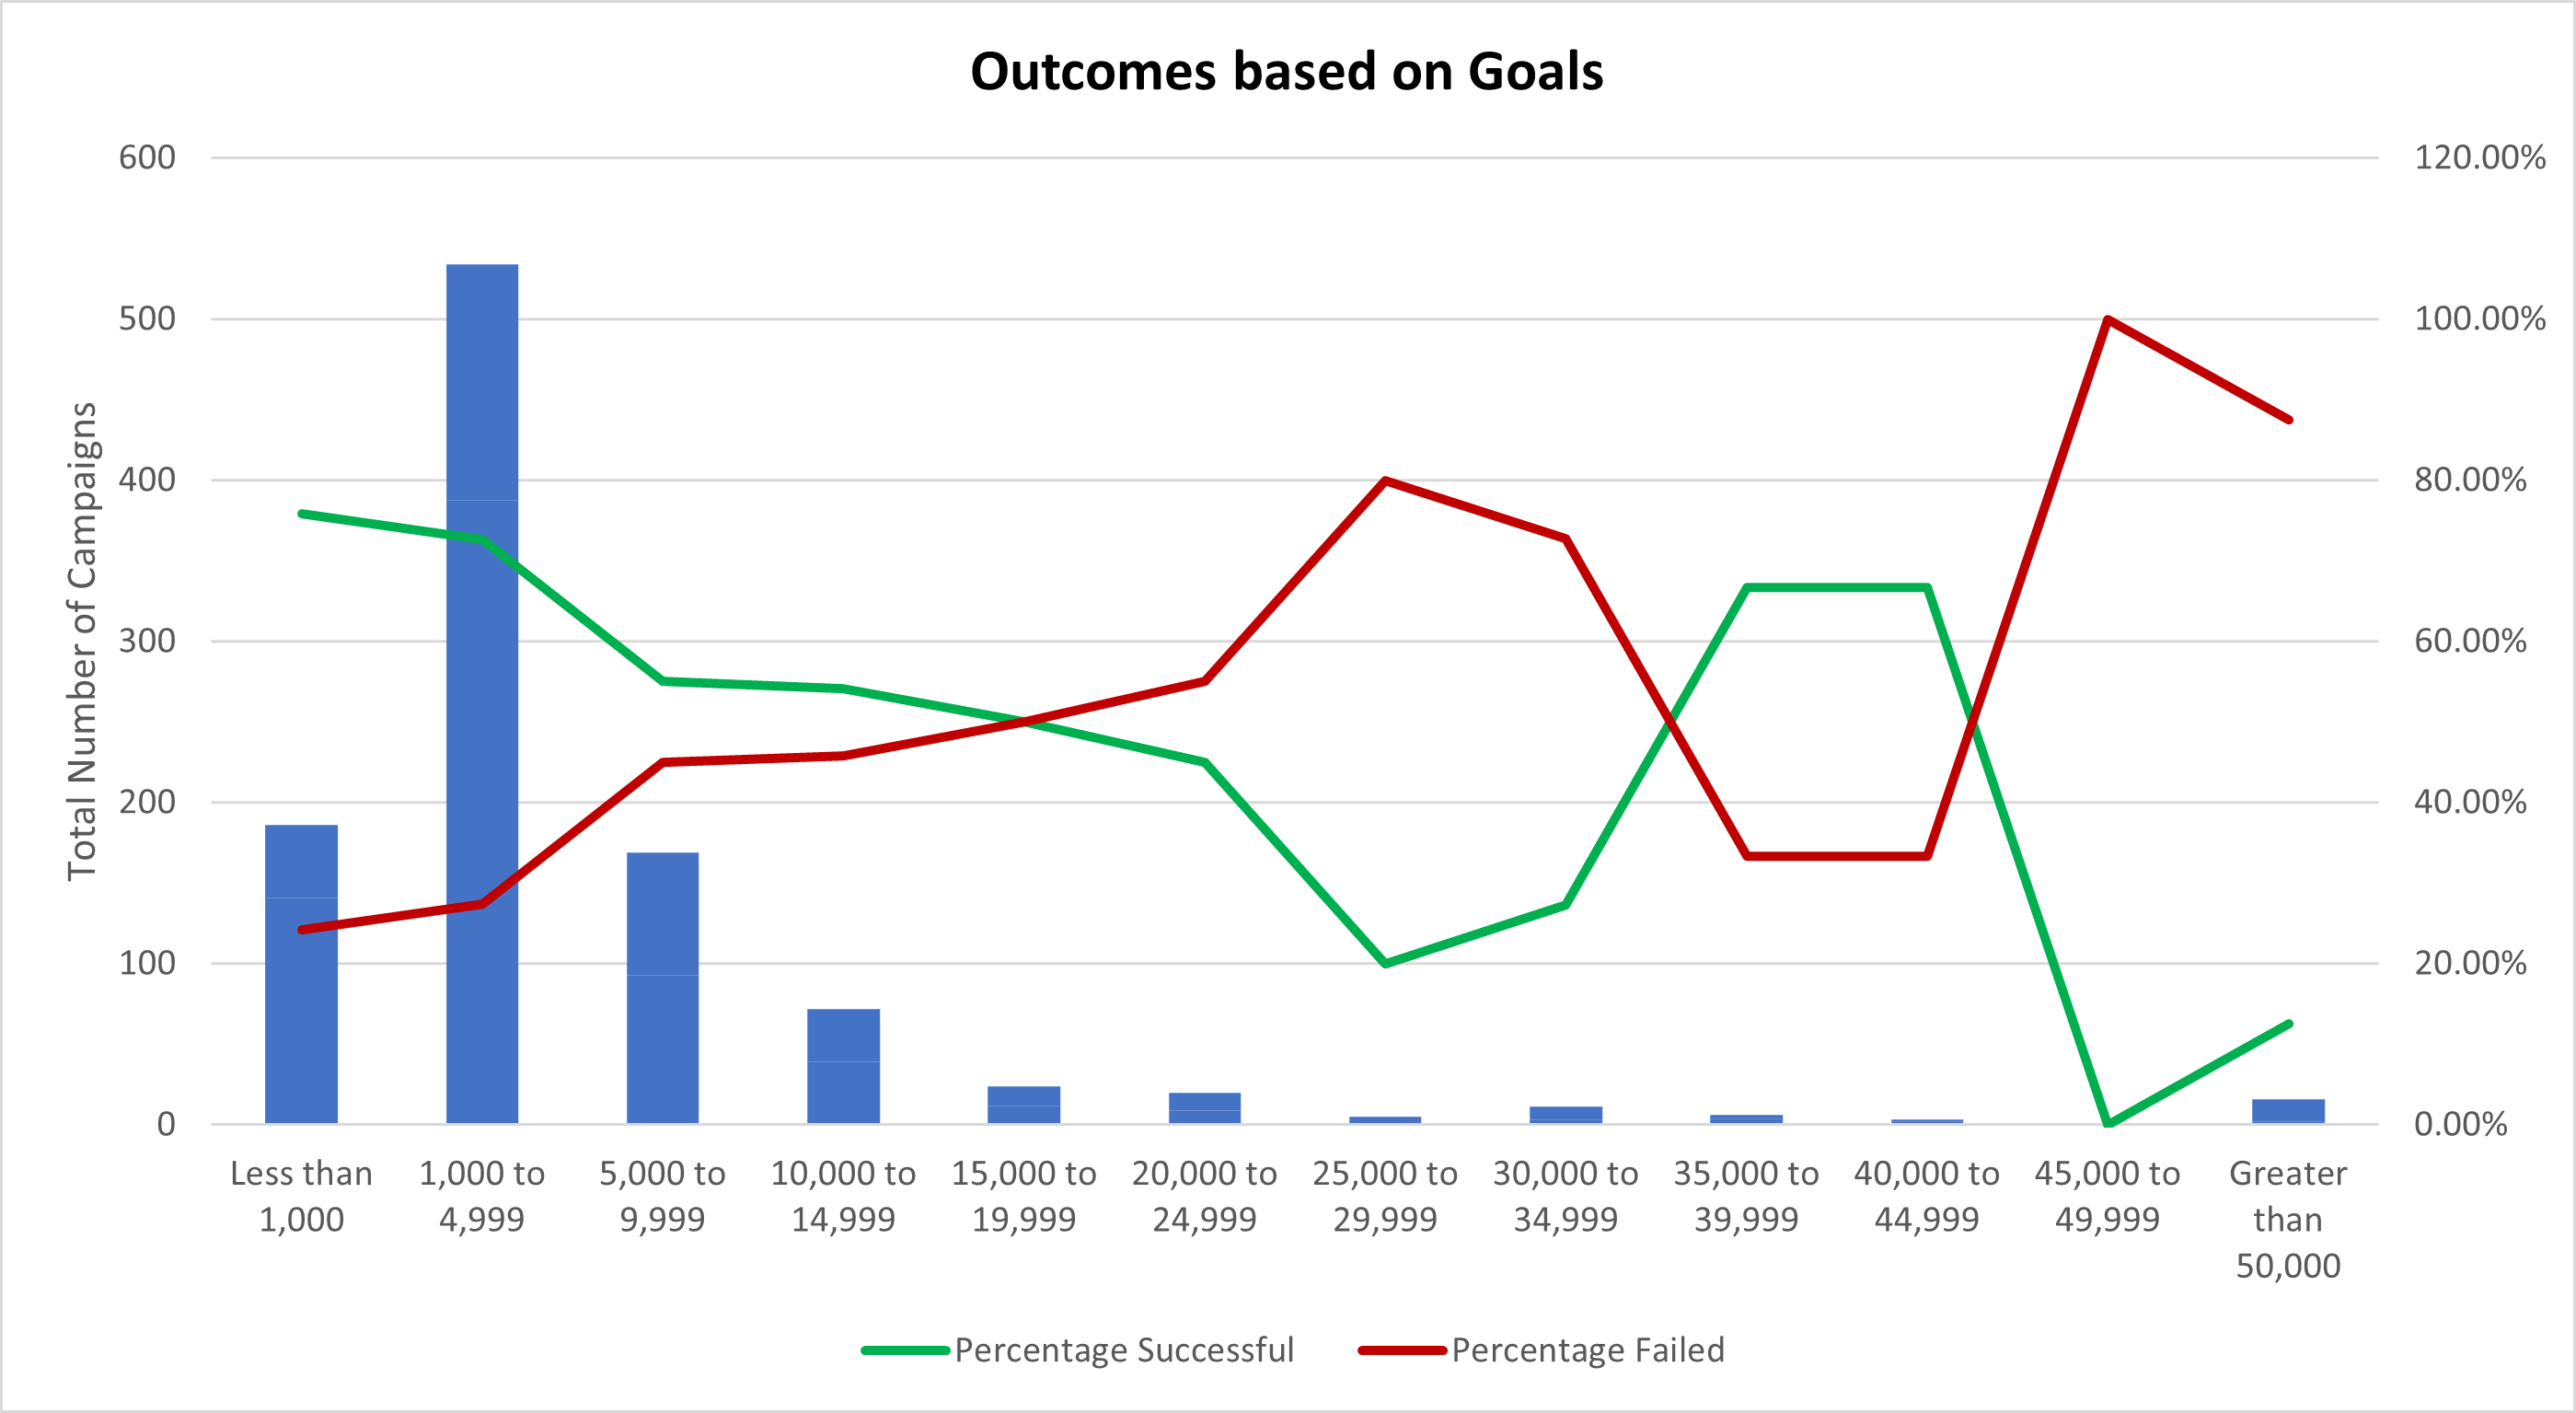 Outcomes based on Goals
600
500
400
300
200
100
0
Total Number of Campaigns
120.00%
100.00%
80.00%
60.00%
40.00%
20.00%
0.00%
Less than
1,000
1,000 to
4,999
5,000 to
9,999
10,000 to
14,999
15,000 to
19,999
20,000 to
24,999
25,000 to
29,999
30,000 to
34,999
35,000 to
39,999
40,000 to
44,999
45,000 to
49,999
Greater
than
50,000
Percentage Successful
Percentage Failed